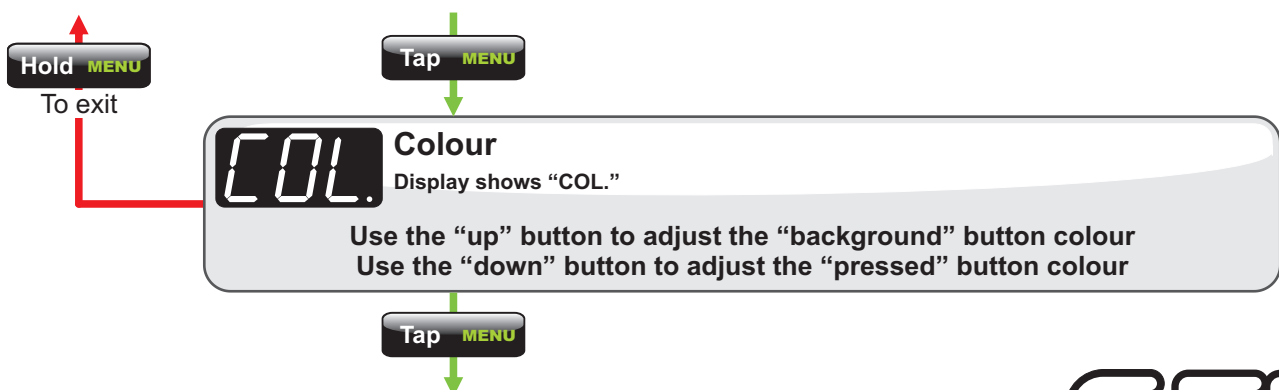 Hold MENU
To exit
Tap MENU
COL.
Colour
Display shows “COL.”
Use the “up” button to adjust the “background” button colour
Use the “down” button to adjust the “pressed” button colour
Tap MENU